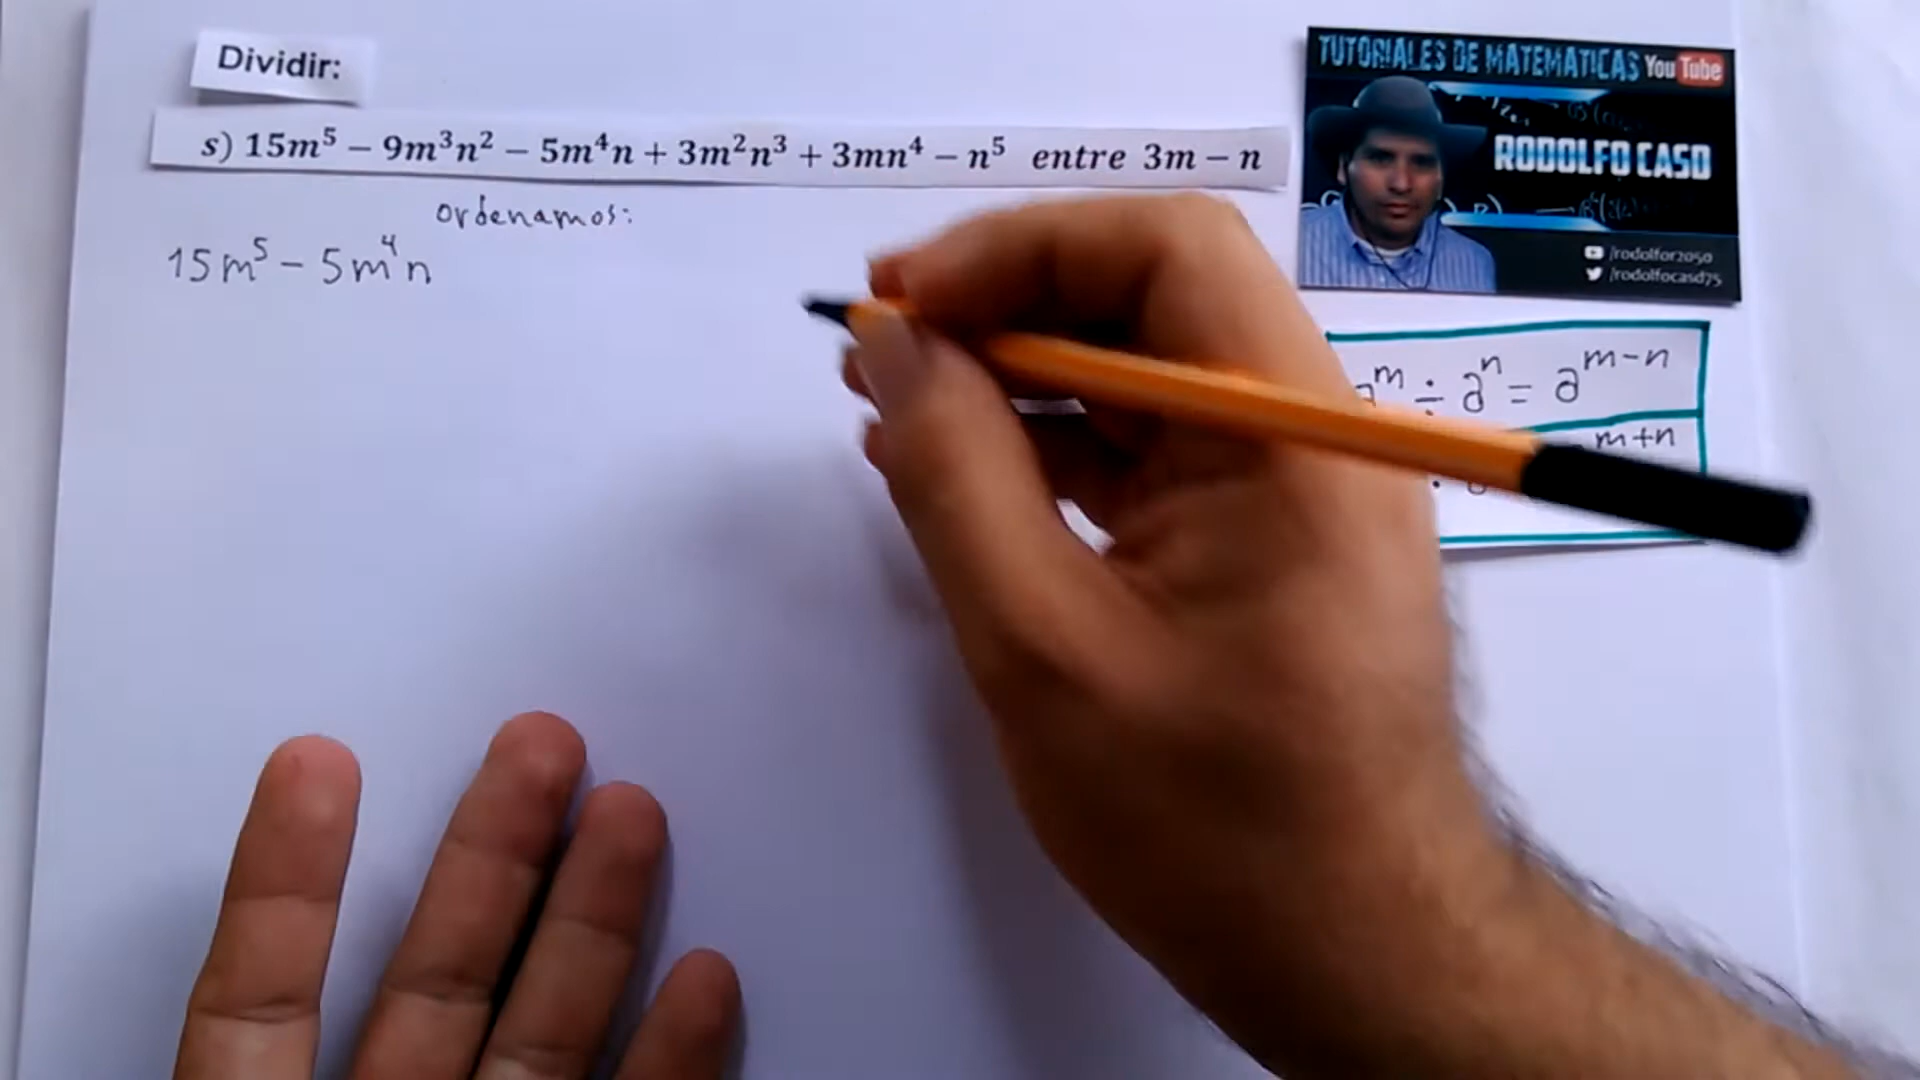 Dividir:
s) 15m⁵ − 9m³n² − 5m⁴n + 3m²n³ + 3mn⁴ − n⁵ entre 3m − n
ordenamos:
15m⁵ − 5m⁴n
TUTORIALES DE MATEMATICAS YouTube
RODOLFO CASO
/rodolfor2050
/rodolfocasd75
aᵐ ÷ aⁿ = aᵐ⁻ⁿ
m+n